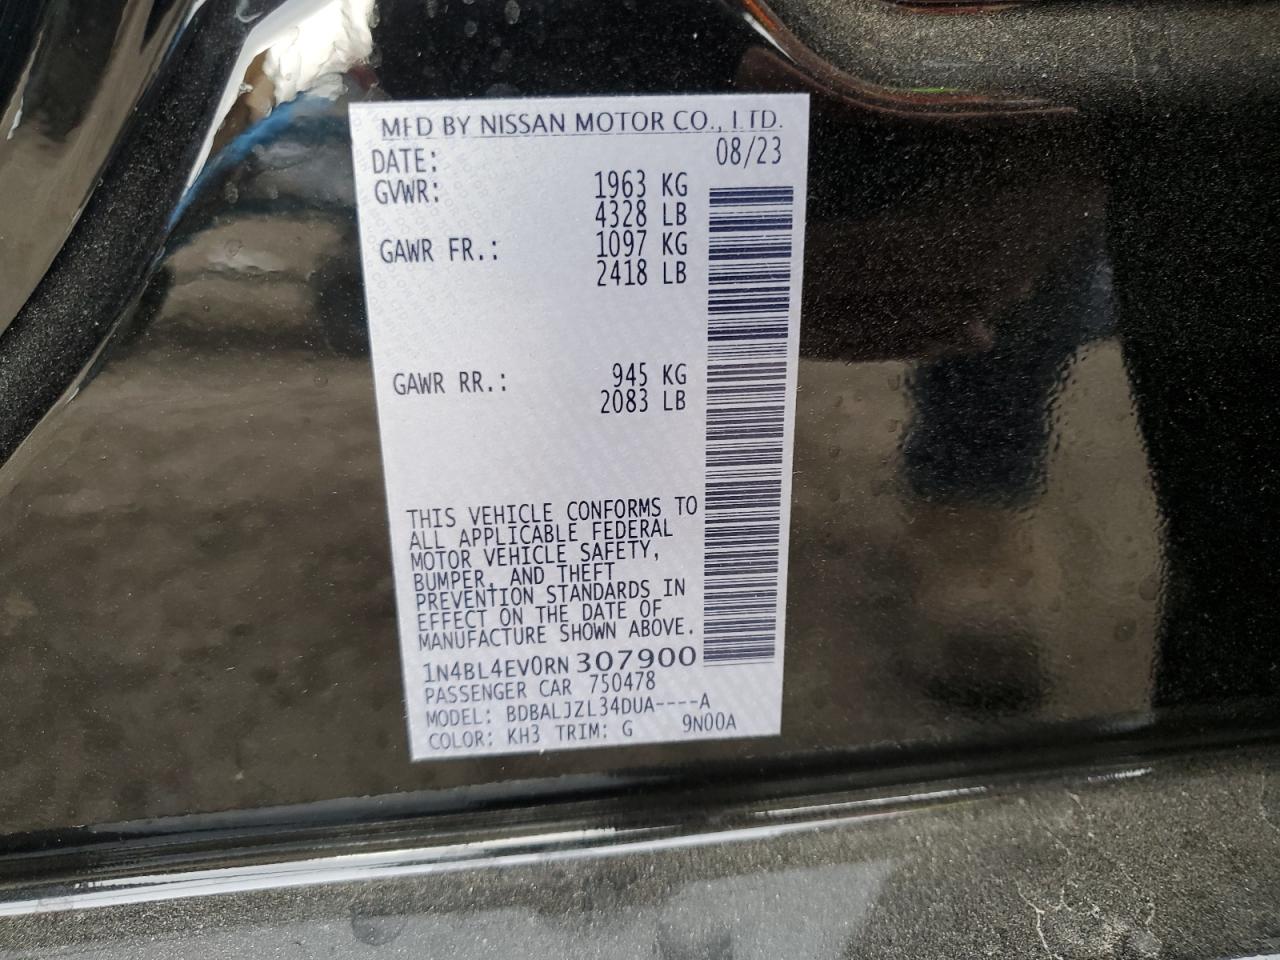 MFD BY NISSAN MOTOR CO., LTD.
DATE: 08/23
GVWR: 1963 KG
4328 LB
GAWR FR.: 1097 KG
2418 LB
GAWR RR.: 945 KG
2083 LB
THIS VEHICLE CONFORMS TO
ALL APPLICABLE FEDERAL
MOTOR VEHICLE SAFETY,
BUMPER, AND THEFT
PREVENTION STANDARDS IN
EFFECT ON THE DATE OF
MANUFACTURE SHOWN ABOVE.
1N4BL4EV0RN307900
PASSENGER CAR 750478
MODEL: BDBALJZL34DUA----A
COLOR: KH3 TRIM: G 9N00A